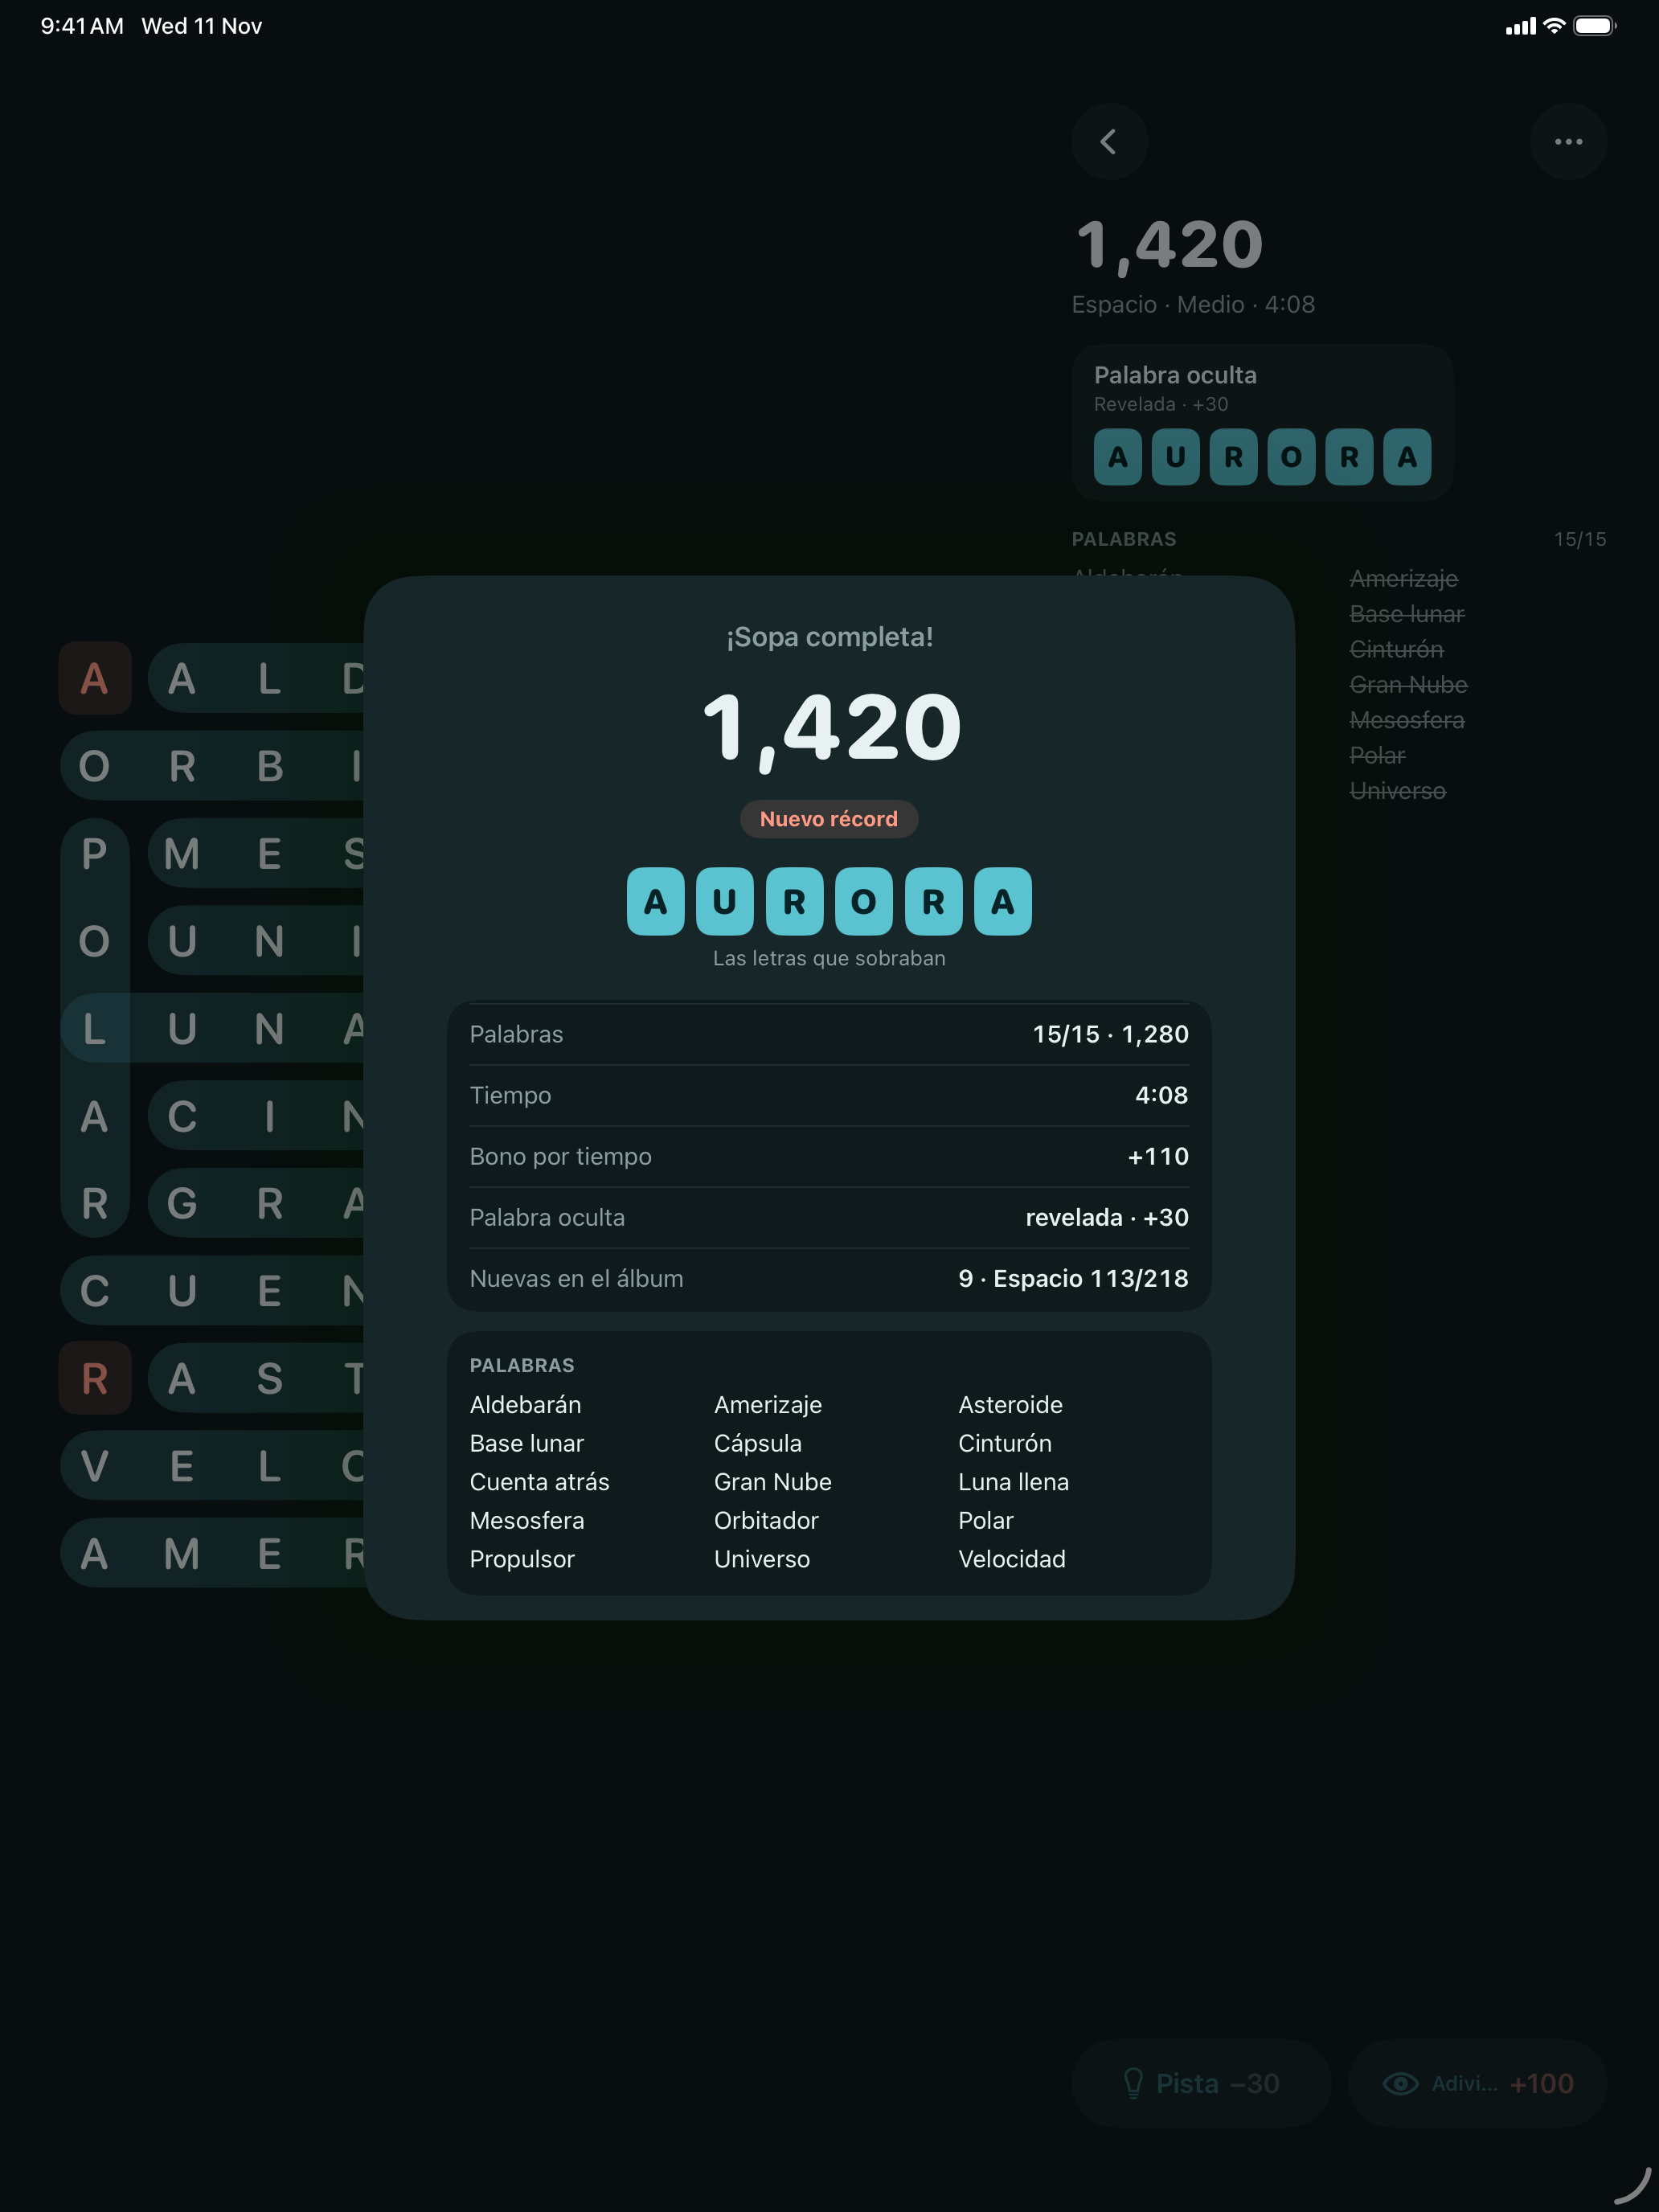 9:41 AM Wed 11 Nov
1,420
Espacio · Medio · 4:08
Palabra oculta
Revelada · +30
A U R O R A
PALABRAS 15/15
Amerizaje
Base lunar
Cinturón
Gran Nube
Mesosfera
Polar
Universo
A A L D
O R B I
P M E S
O U N I
L U N A
A C I N
R G R A
C U E N
R A S T
V E L O
A M E R
¡Sopa completa!
1,420
Nuevo récord
A U R O R A
Las letras que sobraban
Palabras 15/15 · 1,280
Tiempo 4:08
Bono por tiempo +110
Palabra oculta revelada · +30
Nuevas en el álbum 9 · Espacio 113/218
PALABRAS
Aldebarán Amerizaje Asteroide
Base lunar Cápsula Cinturón
Cuenta atrás Gran Nube Luna llena
Mesosfera Orbitador Polar
Propulsor Universo Velocidad
Pista −30
Adivi... +100